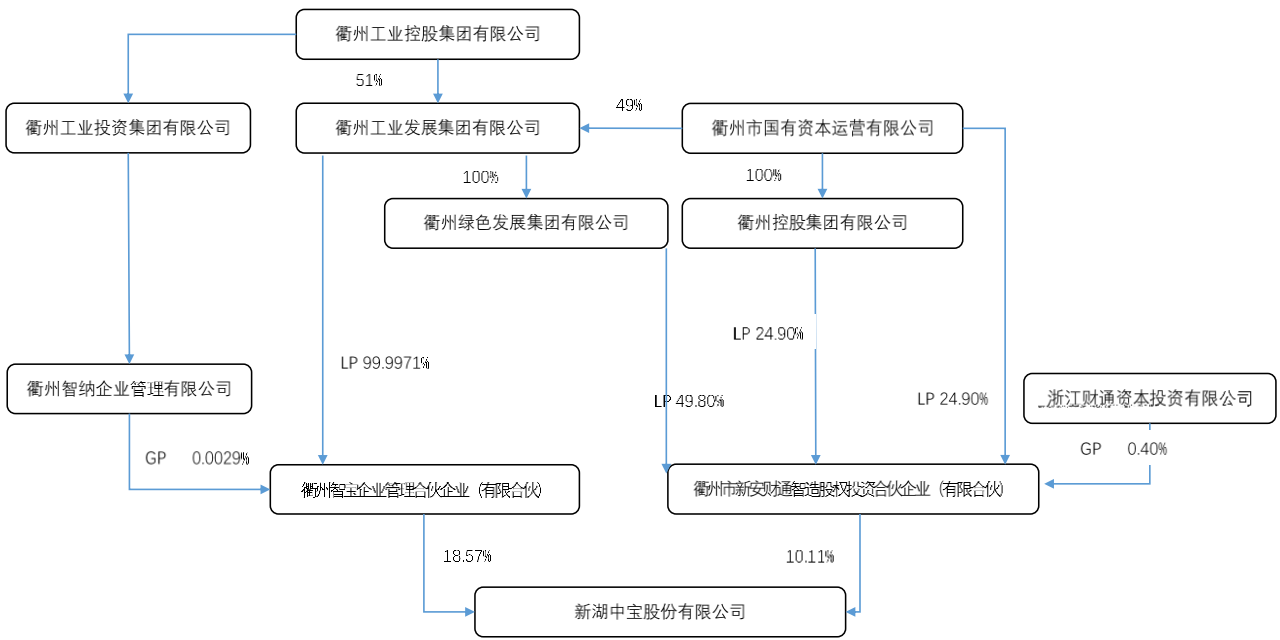 衢州工业控股集团有限公司
51%
衢州工业投资集团有限公司
衢州工业发展集团有限公司
49%
衢州市国有资本运营有限公司
100%
100%
衢州绿色发展集团有限公司
衢州控股集团有限公司
LP 24.90%
LP 99.9971%
衢州智纳企业管理有限公司
LP 49.80%
LP 24.90%
浙江财通资本投资有限公司
GP 0.0029%
GP 0.40%
衢州智宝企业管理合伙企业（有限合伙）
衢州市新安财通智造股权投资合伙企业（有限合伙）
18.57%
10.11%
新湖中宝股份有限公司